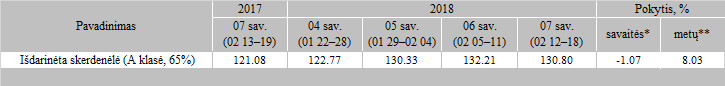 Pavadinimas
2017
2018
Pokytis, %
07 sav.
(02 13–19)
04 sav.
(01 22–28)
05 sav.
(01 29–02 04)
06 sav.
(02 05–11)
07 sav.
(02 12–18)
savaitės*
metų**
Išdarinėta skerdenėlė (A klasė, 65%) 121.08 122.77 130.33 132.21 130.80 -1.07 8.03